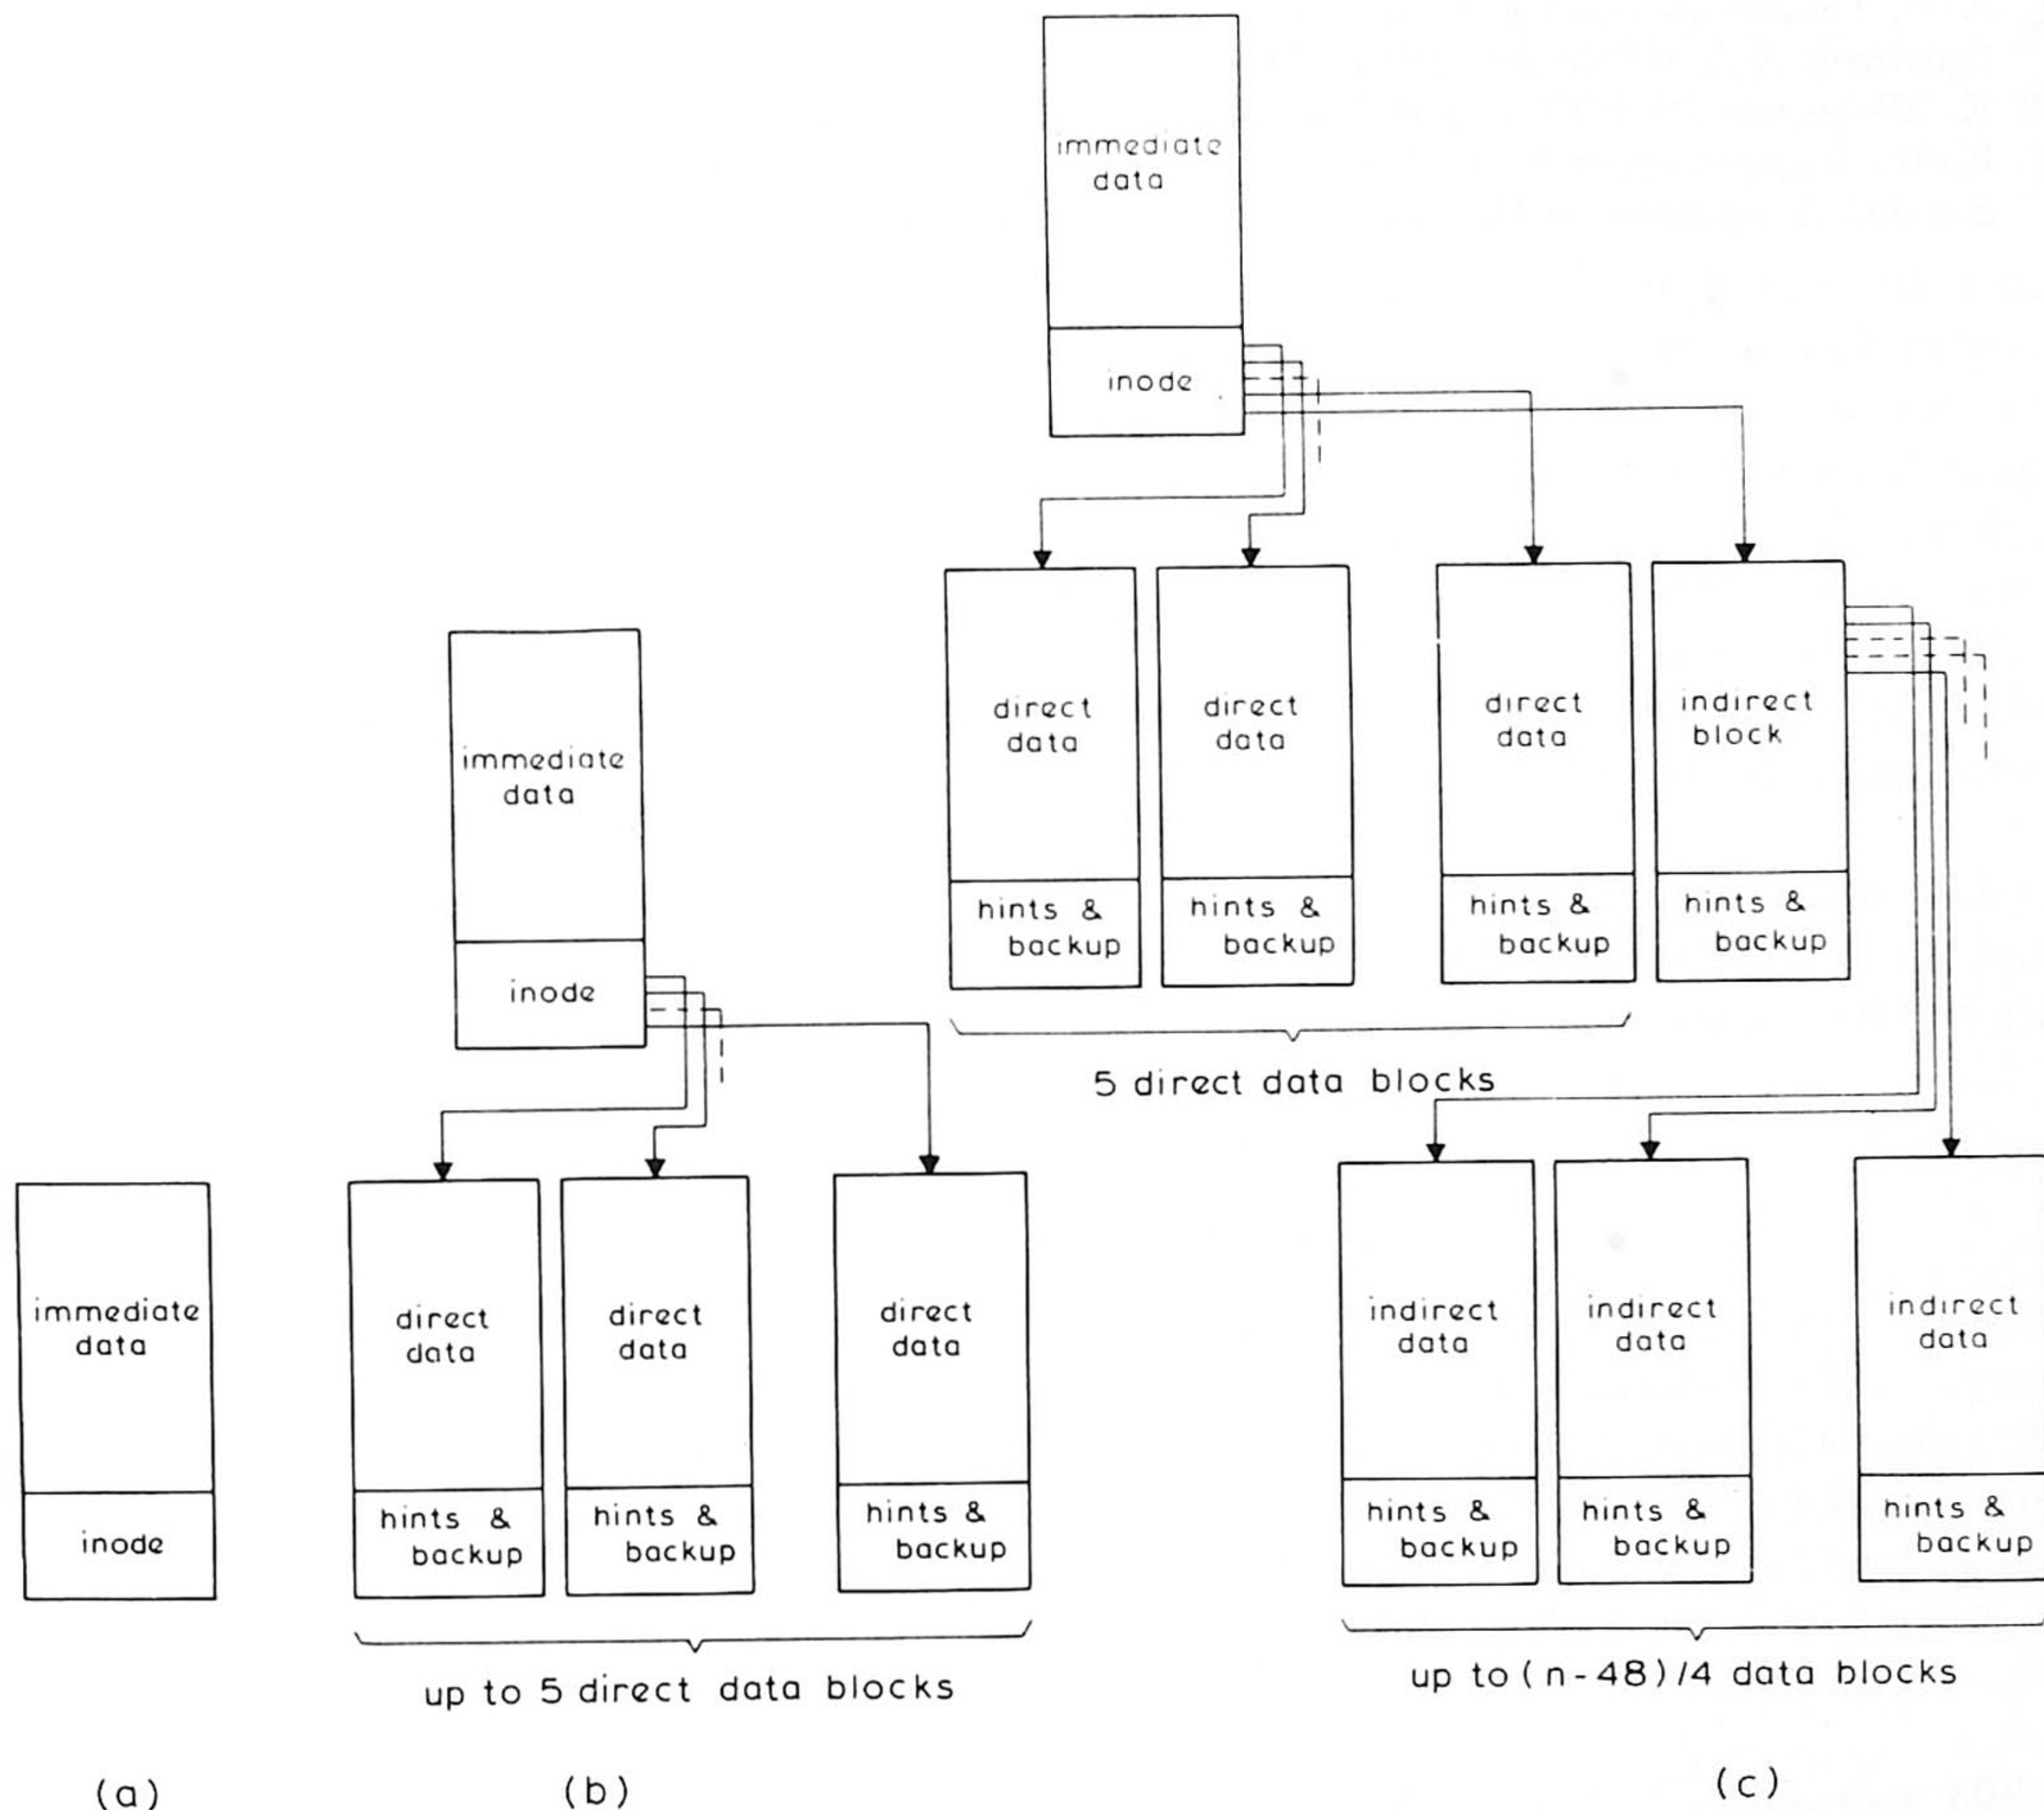 immediate
data
inode
direct
data
direct
data
direct
data
indirect
block
hints &
backup
hints &
backup
hints &
backup
hints &
backup
5 direct data blocks
immediate
data
inode
immediate
data
inode
direct
data
direct
data
direct
data
hints &
backup
hints &
backup
hints &
backup
up to 5 direct data blocks
indirect
data
indirect
data
indirect
data
hints &
backup
hints &
backup
hints &
backup
up to (n-48)/4 data blocks
(a)
(b)
(c)